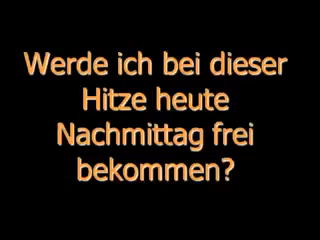 Werde ich bei dieser
Hitze heute
Nachmittag frei
bekommen?